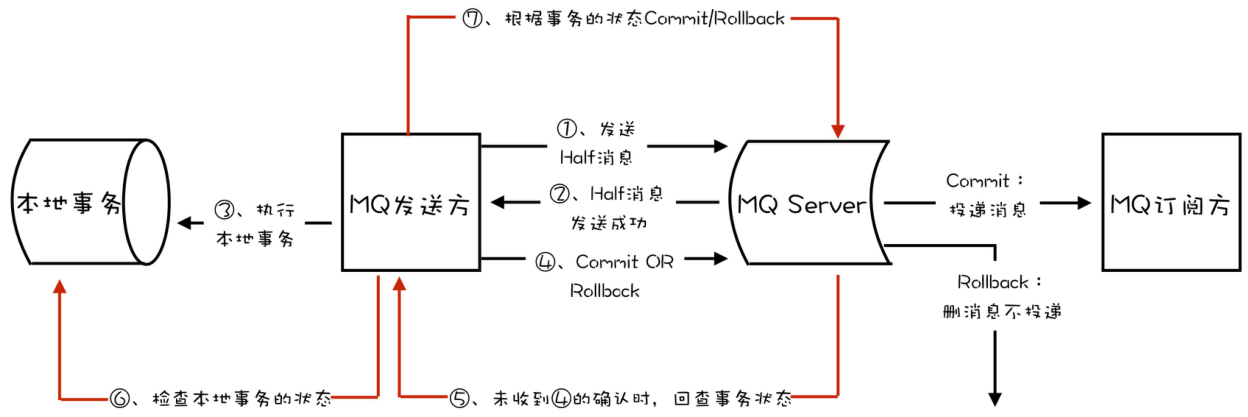 ⑦、根据事务的状态Commit/Rollback
①、发送
Half消息
本地事务
MQ发送方
②、Half消息
发送成功
MQ Server
Commit：
投递消息
MQ订阅方
③、执行
本地事务
④、Commit OR
Rollback
Rollback：
删消息不投递
⑥、检查本地事务的状态
⑤、未收到④的确认时，回查事务状态